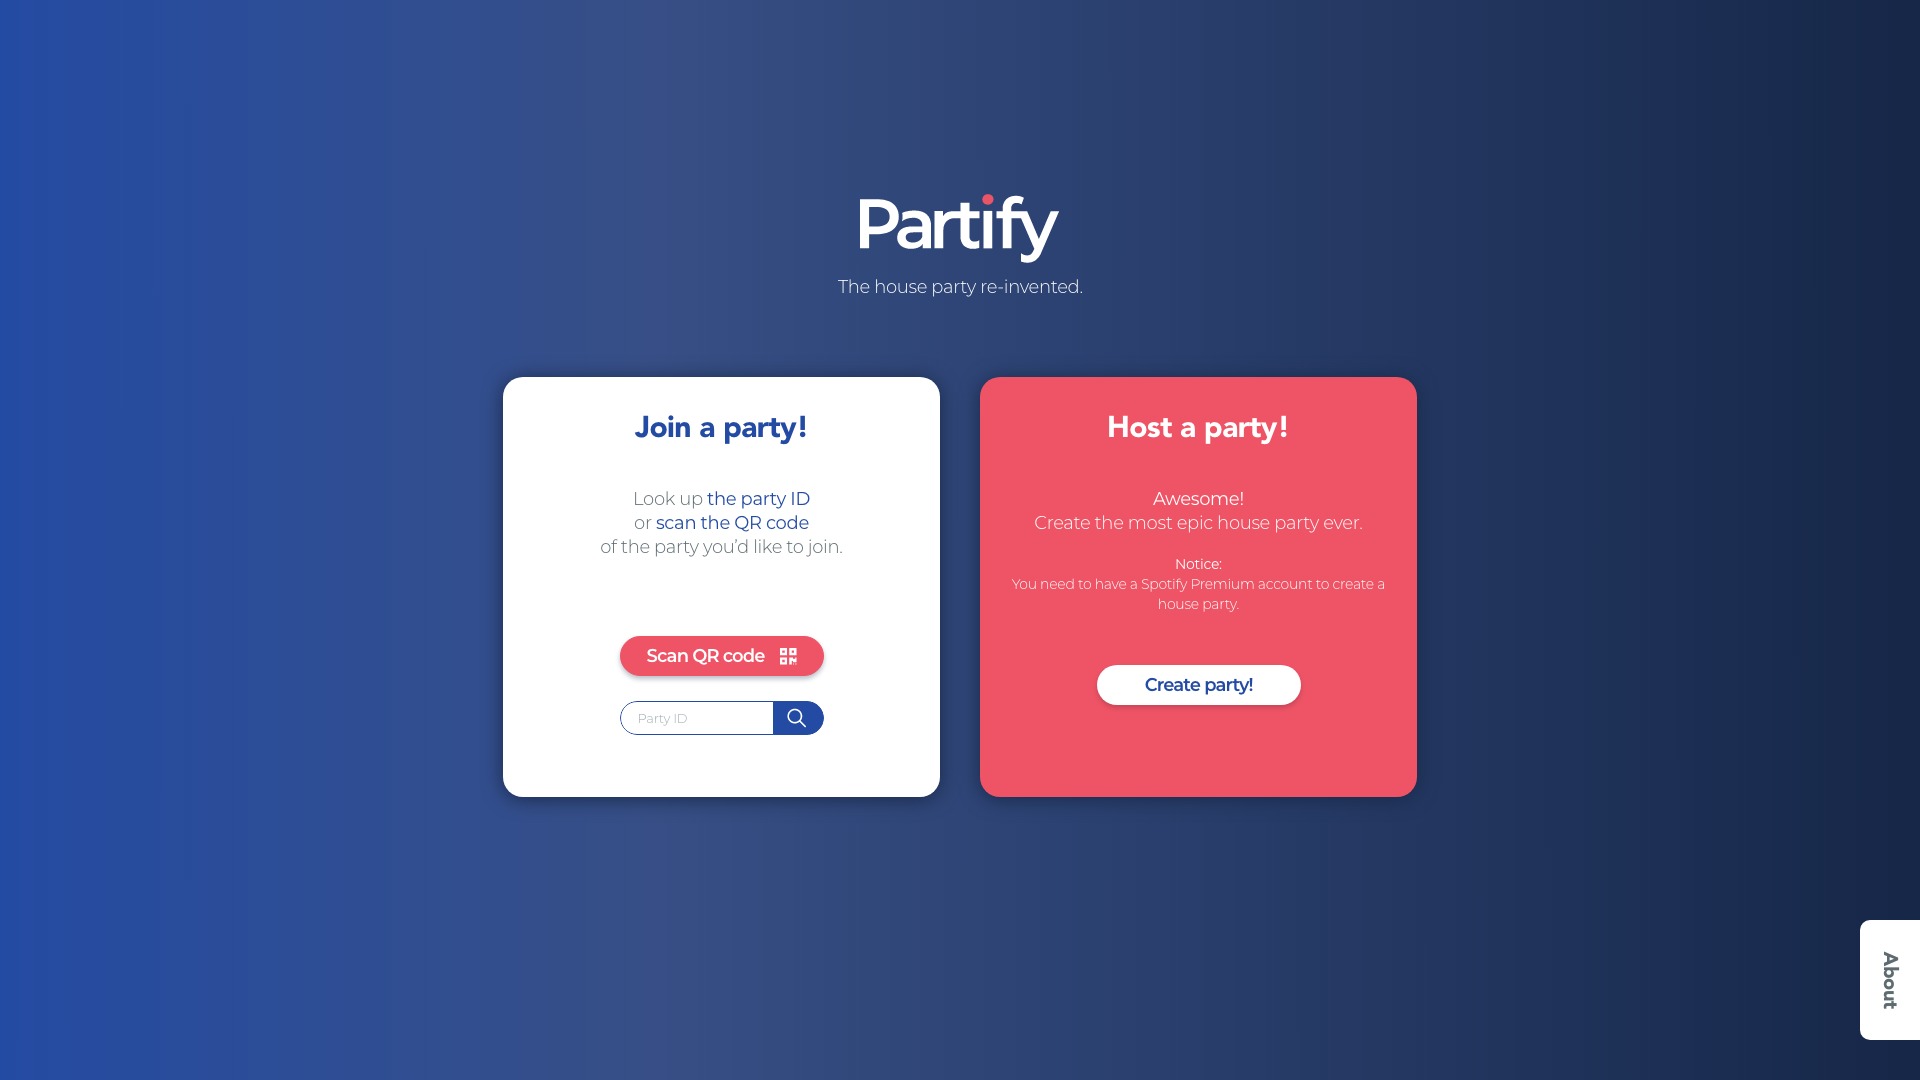 Partify
The house party re-invented.
Join a party!
Look up the party ID
or scan the QR code
of the party you’d like to join.
Scan QR code
Party ID
Host a party!
Awesome!
Create the most epic house party ever.
Notice:
You need to have a Spotify Premium account to create a
house party.
Create party!
About